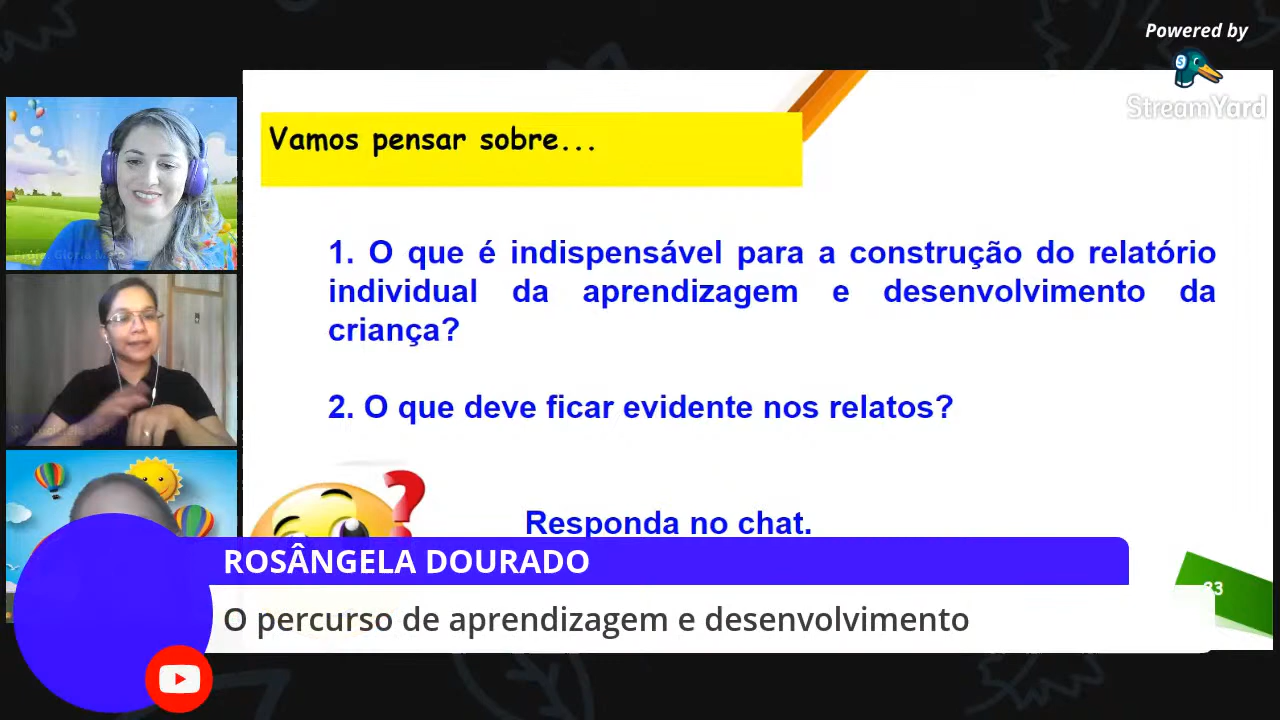 Powered by
StreamYard
Vamos pensar sobre...
1. O que é indispensável para a construção do relatório
individual da aprendizagem e desenvolvimento da
criança?
2. O que deve ficar evidente nos relatos?
Responda no chat.
ROSÂNGELA DOURADO
O percurso de aprendizagem e desenvolvimento